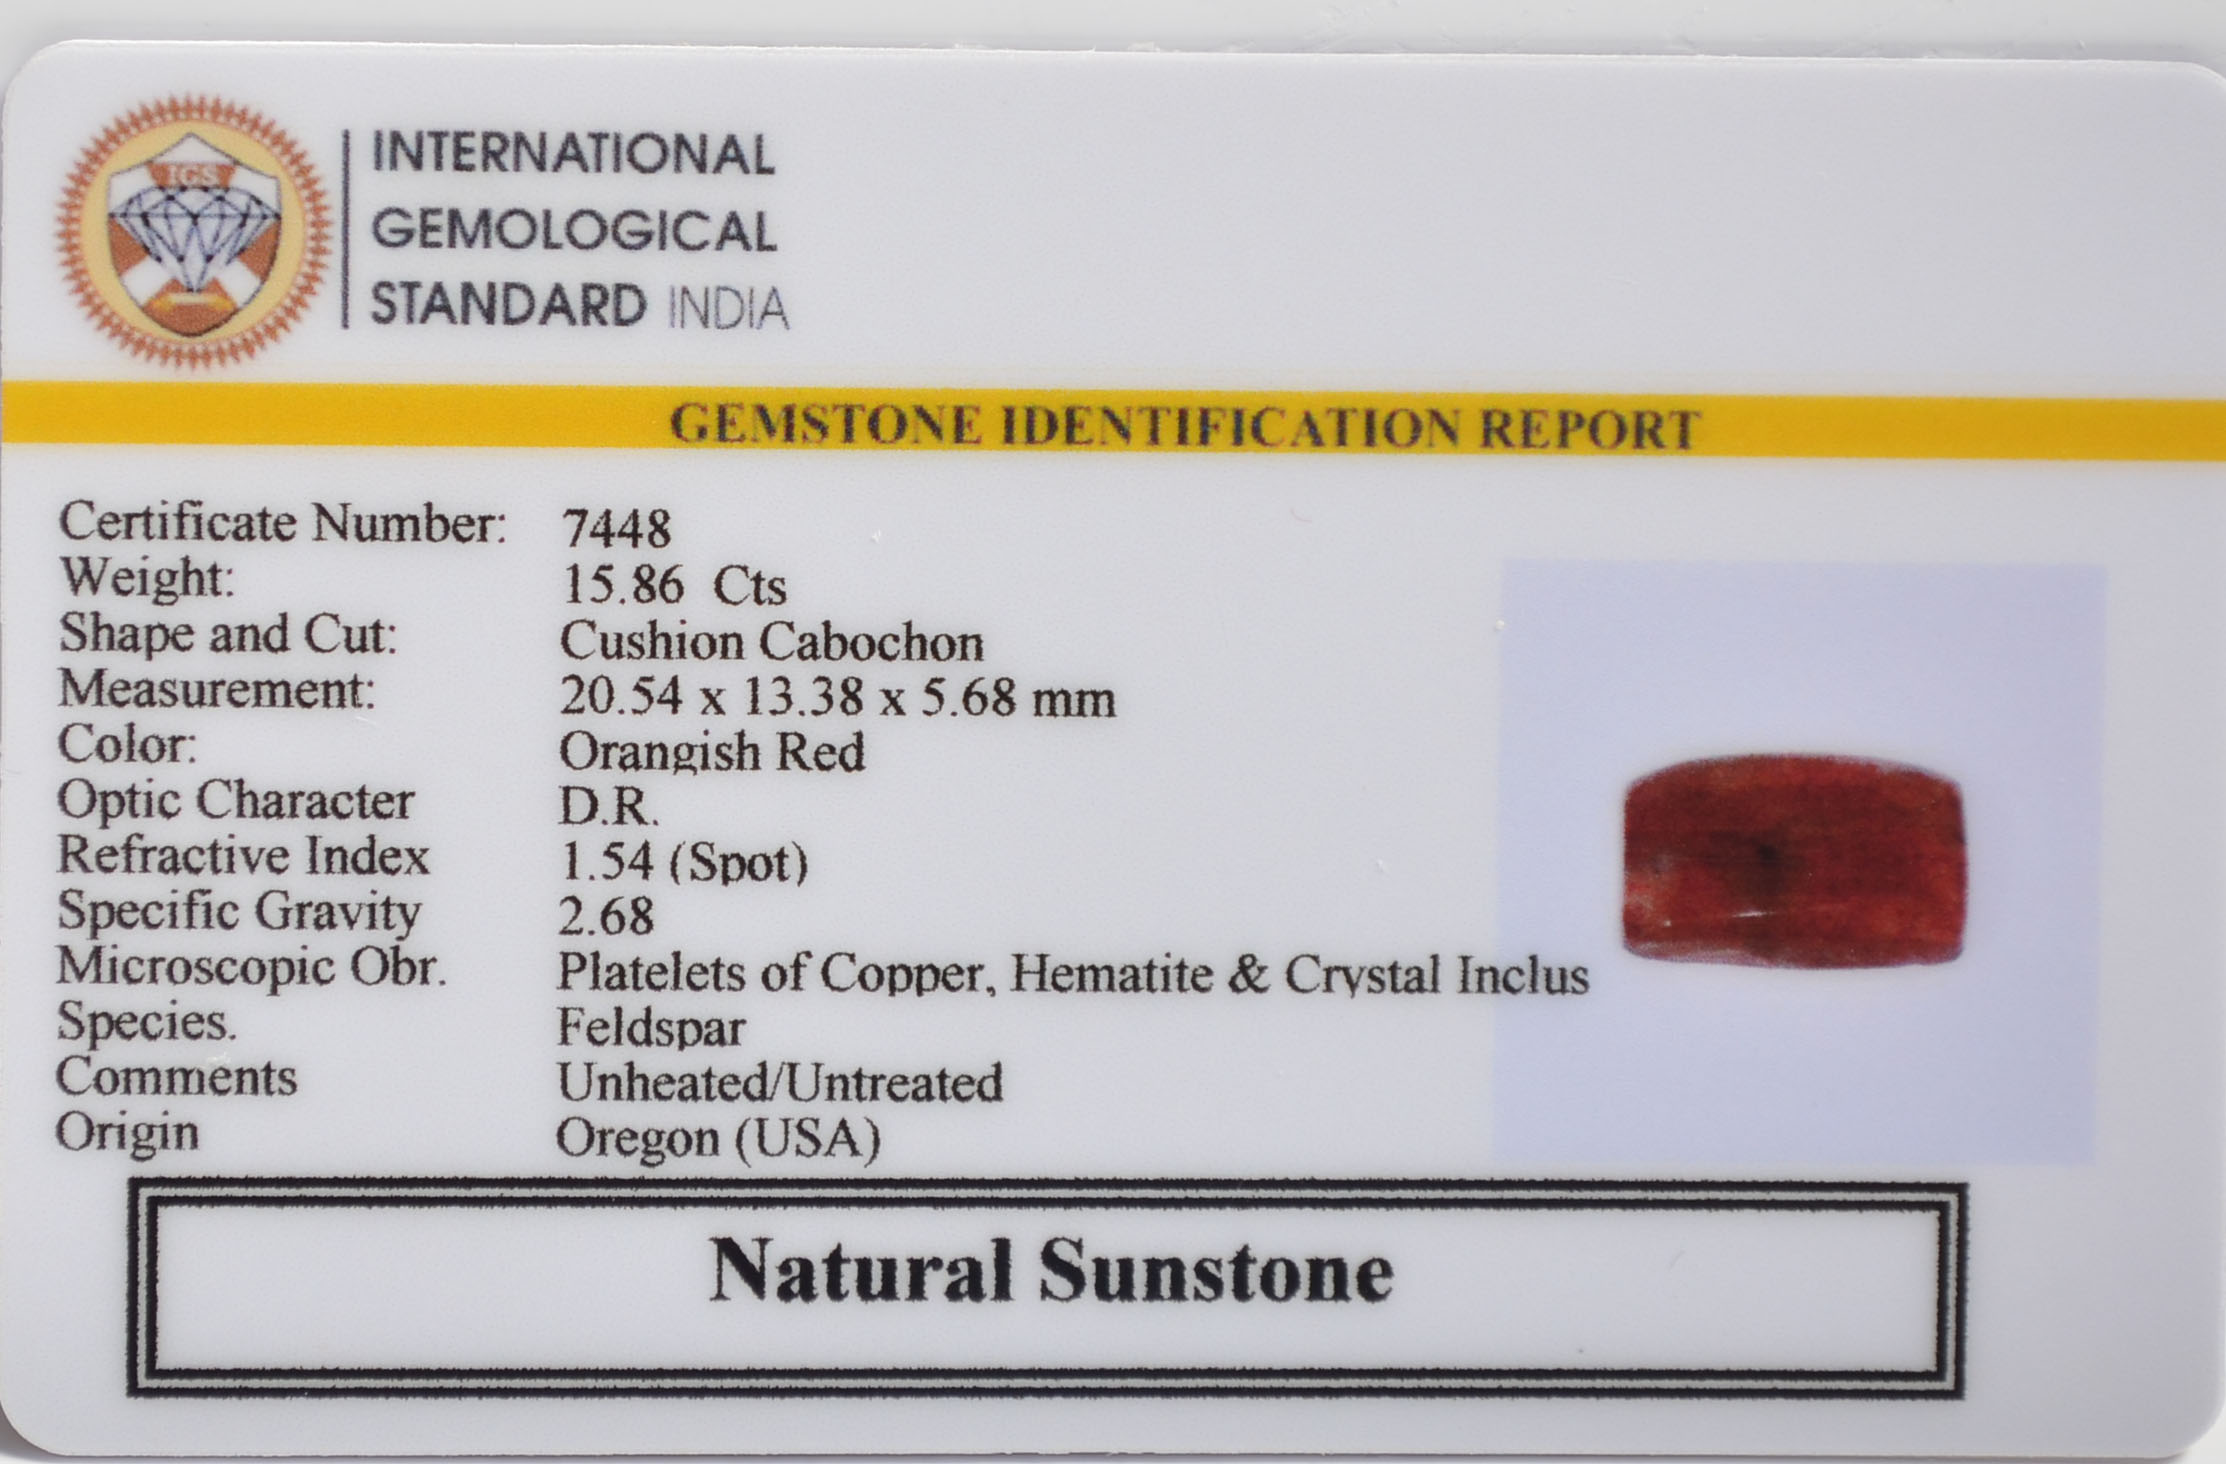 IGS
INTERNATIONAL
GEMOLOGICAL
STANDARD INDIA
GEMSTONE IDENTIFICATION REPORT
Certificate Number: 7448
Weight: 15.86 Cts
Shape and Cut: Cushion Cabochon
Measurement: 20.54 x 13.38 x 5.68 mm
Color: Orangish Red
Optic Character D.R.
Refractive Index 1.54 (Spot)
Specific Gravity 2.68
Microscopic Obr. Platelets of Copper, Hematite & Crystal Inclus
Species. Feldspar
Comments Unheated/Untreated
Origin Oregon (USA)
Natural Sunstone